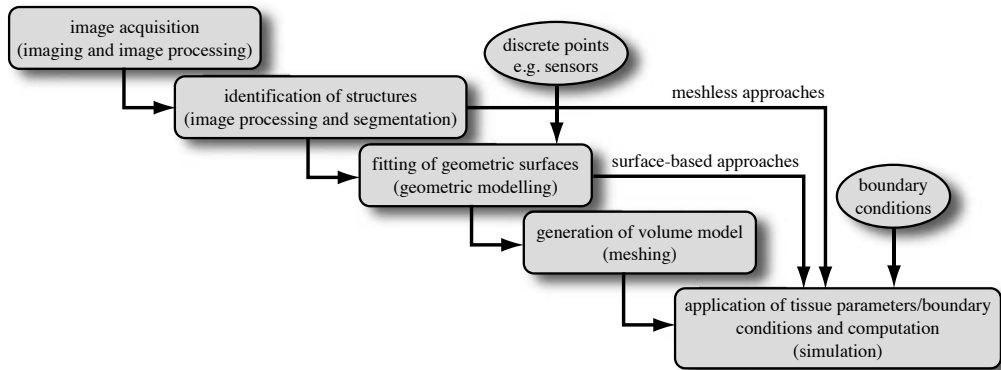 image acquisition
(imaging and image processing)
discrete points
e.g. sensors
identification of structures
(image processing and segmentation)
meshless approaches
fitting of geometric surfaces
(geometric modelling)
surface-based approaches
boundary
conditions
generation of volume model
(meshing)
application of tissue parameters/boundary
conditions and computation
(simulation)